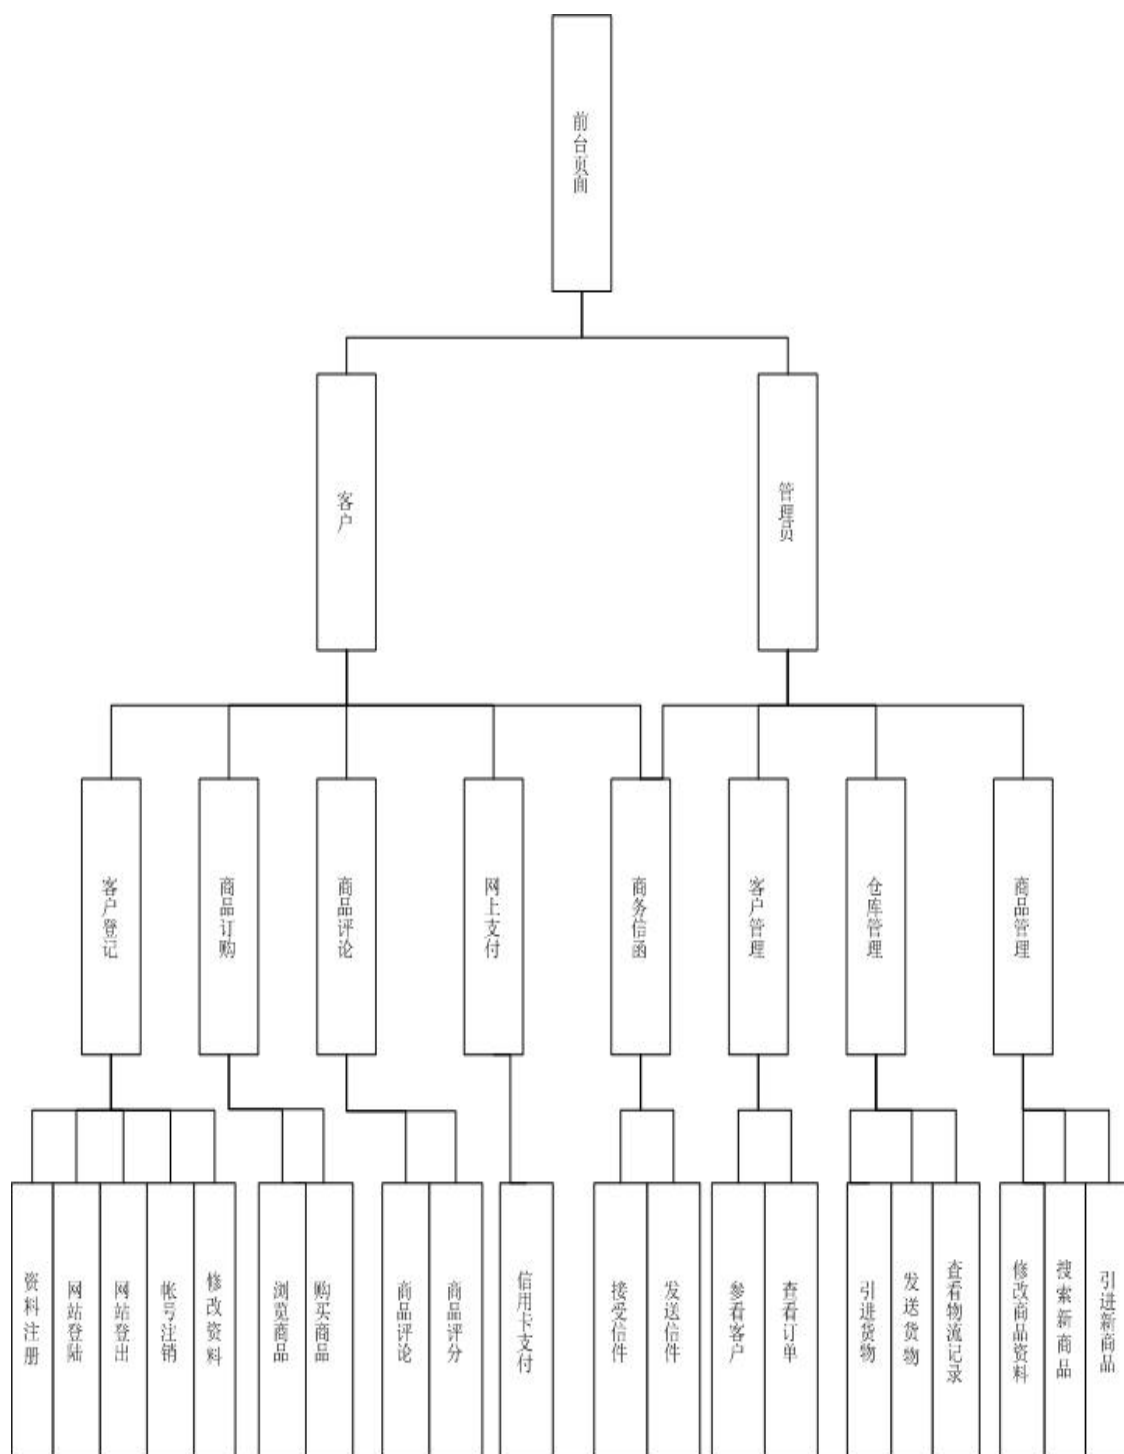 前台页面
客户
管理员
客户登记
商品订购
商品评论
网上支付
商务信函
客户管理
仓库管理
商品管理
资料注册
网站登陆
网站登出
帐号注销
修改资料
浏览商品
购买商品
商品评论
商品评分
信用卡支付
接受信件
发送信件
参看客户
查看订单
引进货物
发送货物
查看物流记录
修改商品资料
搜索新商品
引进新商品